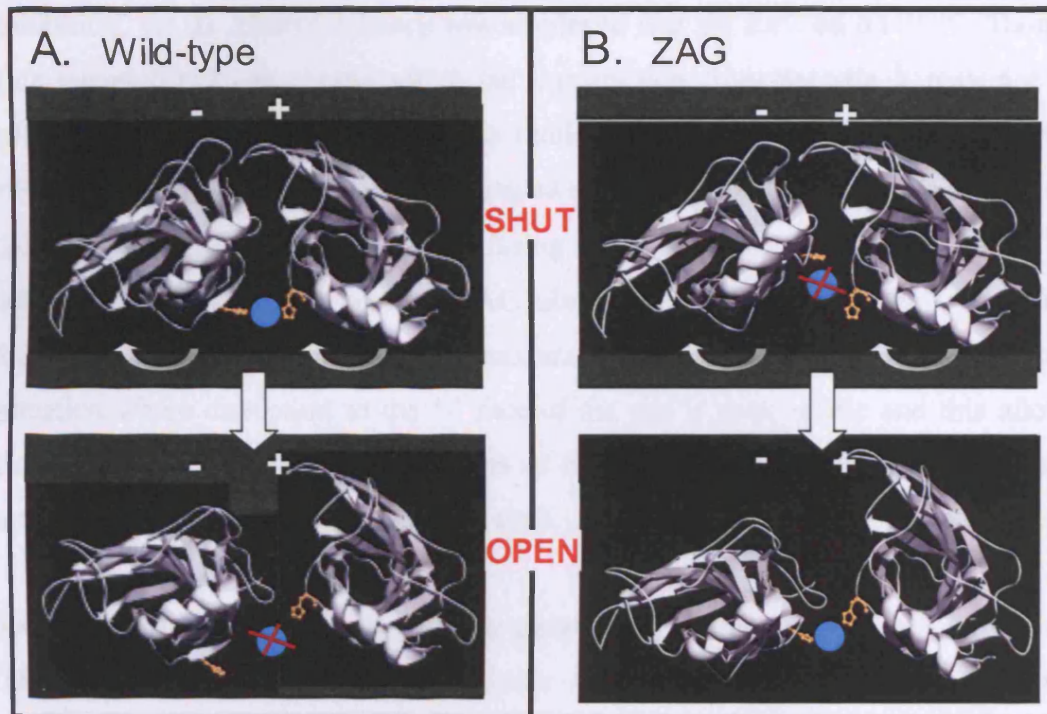 A. Wild-type
B. ZAG
- +
- +
SHUT
- +
- +
OPEN